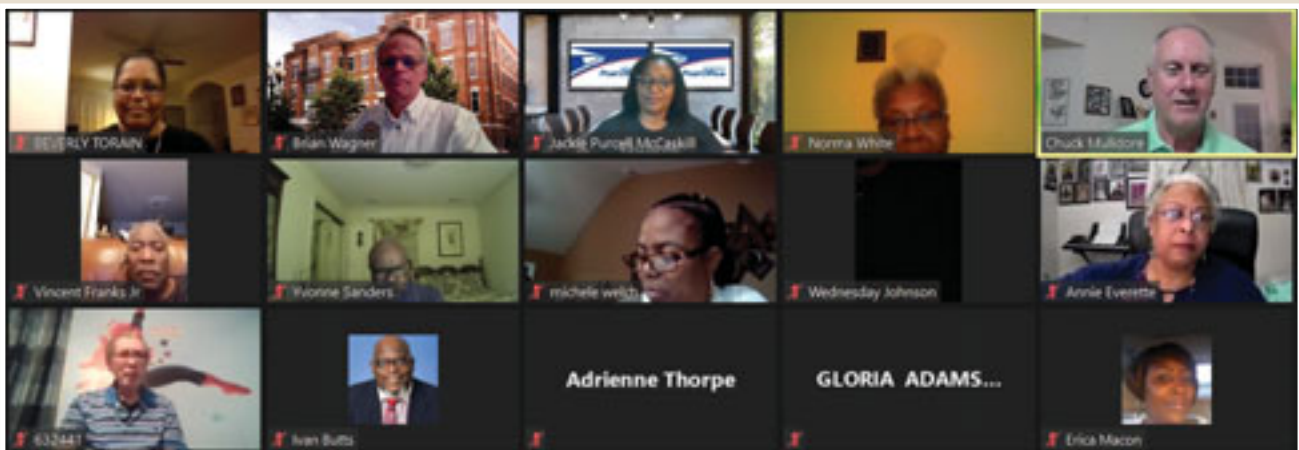 BEVERLY TORAIN
Brian Wagner
Jackie Purcell McCaskill
Norma White
Chuck Mulidore
Vincent Franks Jr
Yvonne Sanders
michele welch
Wednesday Johnson
Annie Everette
632441
Ivan Butts
Adrienne Thorpe
GLORIA ADAMS...
Erica Macon